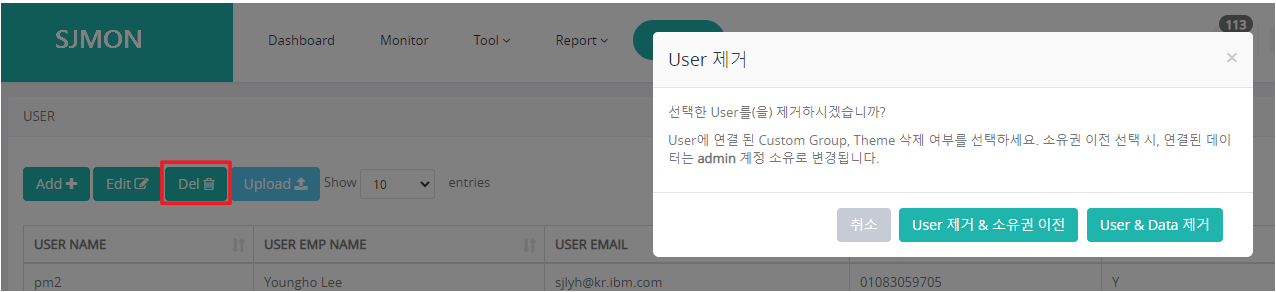 SJMON
Dashboard
Monitor
Tool
Report
113
User 제거
×
선택한 User를(을) 제거하시겠습니까?
User에 연결 된 Custom Group, Theme 삭제 여부를 선택하세요. 소유권 이전 선택 시, 연결된 데이
터는 admin 계정 소유로 변경됩니다.
취소
User 제거 & 소유권 이전
User & Data 제거
USER
Add
Edit
Del
Upload
Show 10 entries
USER NAME
USER EMP NAME
USER EMAIL
pm2
Youngho Lee
sjlyh@kr.ibm.com
01083059705
Y